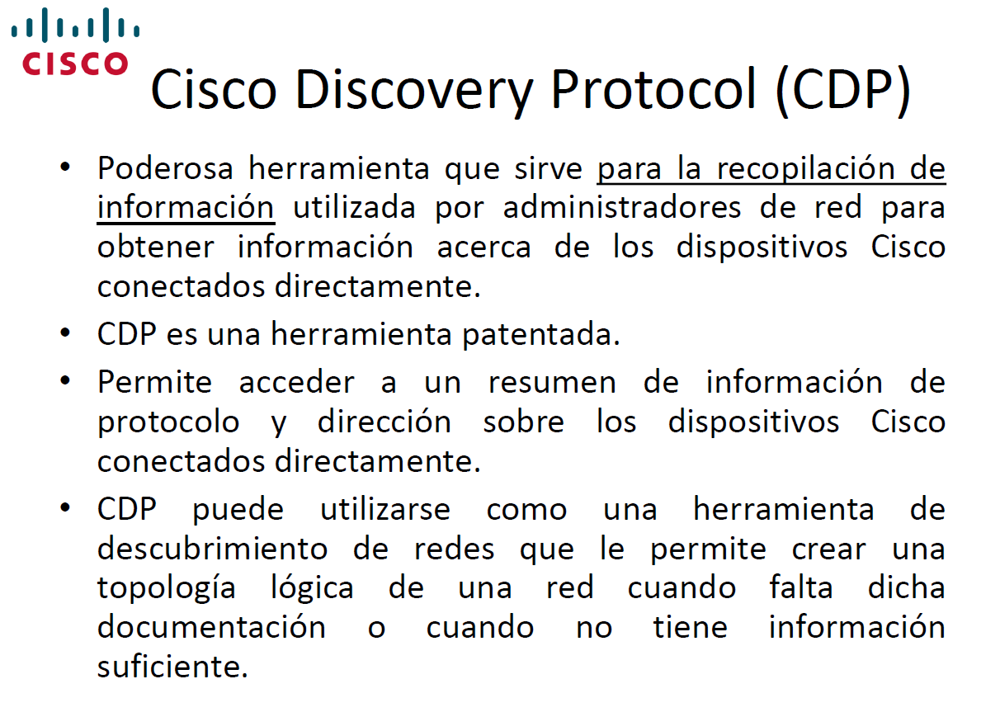 CISCO
Cisco Discovery Protocol (CDP)
• Poderosa herramienta que sirve para la recopilación de
información utilizada por administradores de red para
obtener información acerca de los dispositivos Cisco
conectados directamente.
• CDP es una herramienta patentada.
• Permite acceder a un resumen de información de
protocolo y dirección sobre los dispositivos Cisco
conectados directamente.
• CDP puede utilizarse como una herramienta de
descubrimiento de redes que le permite crear una
topología lógica de una red cuando falta dicha
documentación o cuando no tiene información
suficiente.